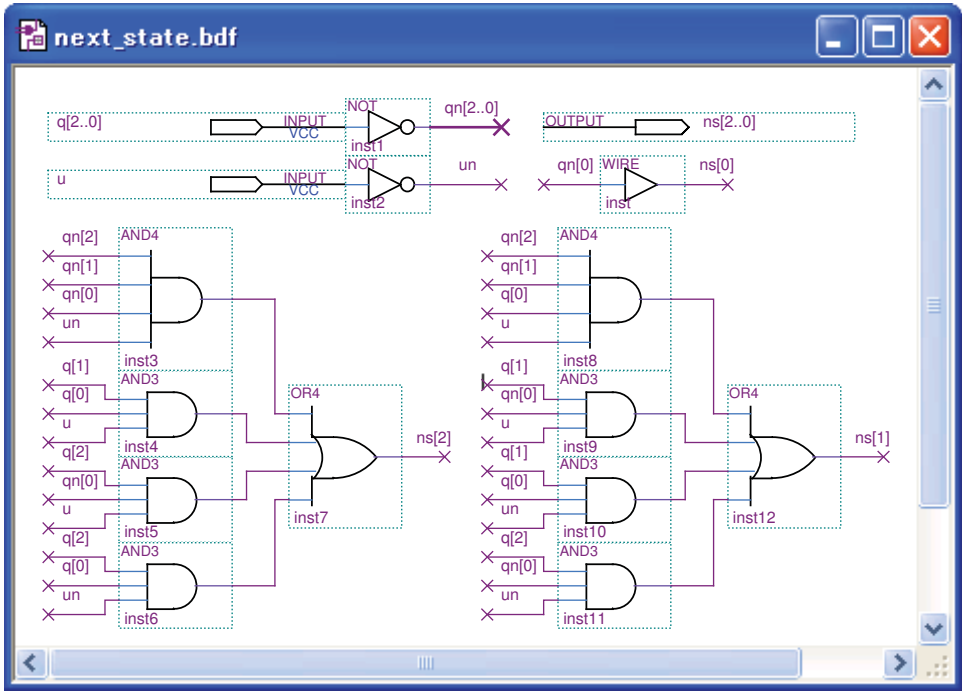 next_state.bdf
q[2..0] INPUT VCC NOT inst1 qn[2..0]
OUTPUT ns[2..0]
u INPUT VCC NOT inst2 un
qn[0] WIRE inst ns[0]
qn[2] AND4
qn[1]
qn[0]
un
inst3
q[1] AND3
q[0]
u
inst4
q[2] AND3
qn[0]
u
inst5
q[2] AND3
q[0]
un
inst6
OR4
inst7
ns[2]
qn[2] AND4
qn[1]
q[0]
u
inst8
q[1] AND3
qn[0]
u
inst9
q[1] AND3
q[0]
un
inst10
q[2] AND3
qn[0]
un
inst11
OR4
inst12
ns[1]